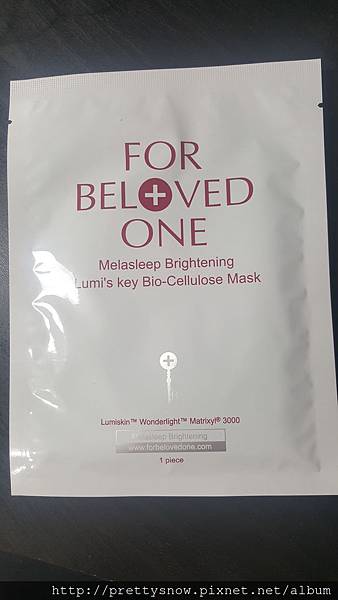 FOR
BELOVED
ONE
Melasleep Brightening
Lumi's key Bio-Cellulose Mask
Lumiskin™ Wonderlight™ Matrixyl® 3000
Melasleep Brightening
www.forbelovedone.com
1 piece
http://prettysnow.pixnet.net/album